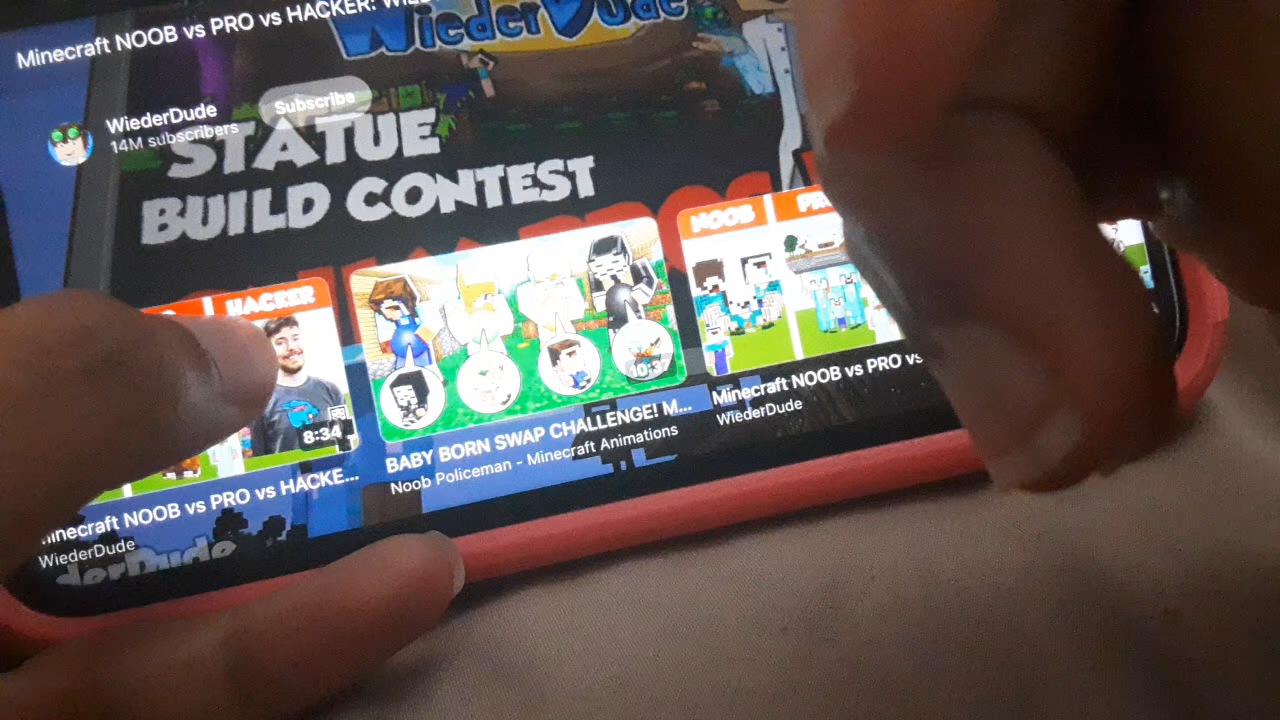 Minecraft NOOB vs PRO vs HACKER:
WiederDude
WiederDude
14M subscribers
Subscribe
STATUE
BUILD CONTEST
HACKER
8:34
NOOB
10:37
Minecraft NOOB vs PRO vs HACKE...
WiederDude
BABY BORN SWAP CHALLENGE! M...
Noob Policeman - Minecraft Animations
Minecraft NOOB vs PRO vs
WiederDude